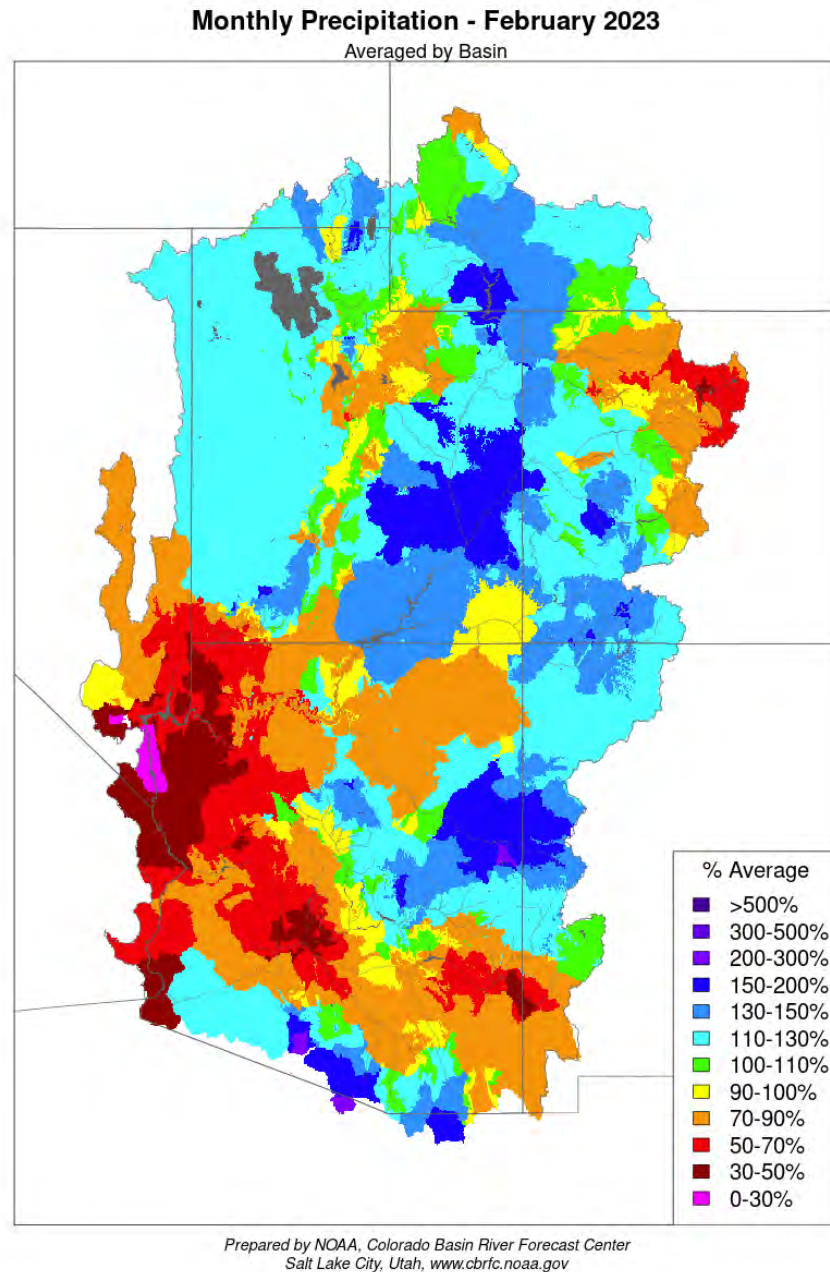 Monthly Precipitation - February 2023
Averaged by Basin
% Average
>500%
300-500%
200-300%
150-200%
130-150%
110-130%
100-110%
90-100%
70-90%
50-70%
30-50%
0-30%
Prepared by NOAA, Colorado Basin River Forecast Center
Salt Lake City, Utah, www.cbrfc.noaa.gov